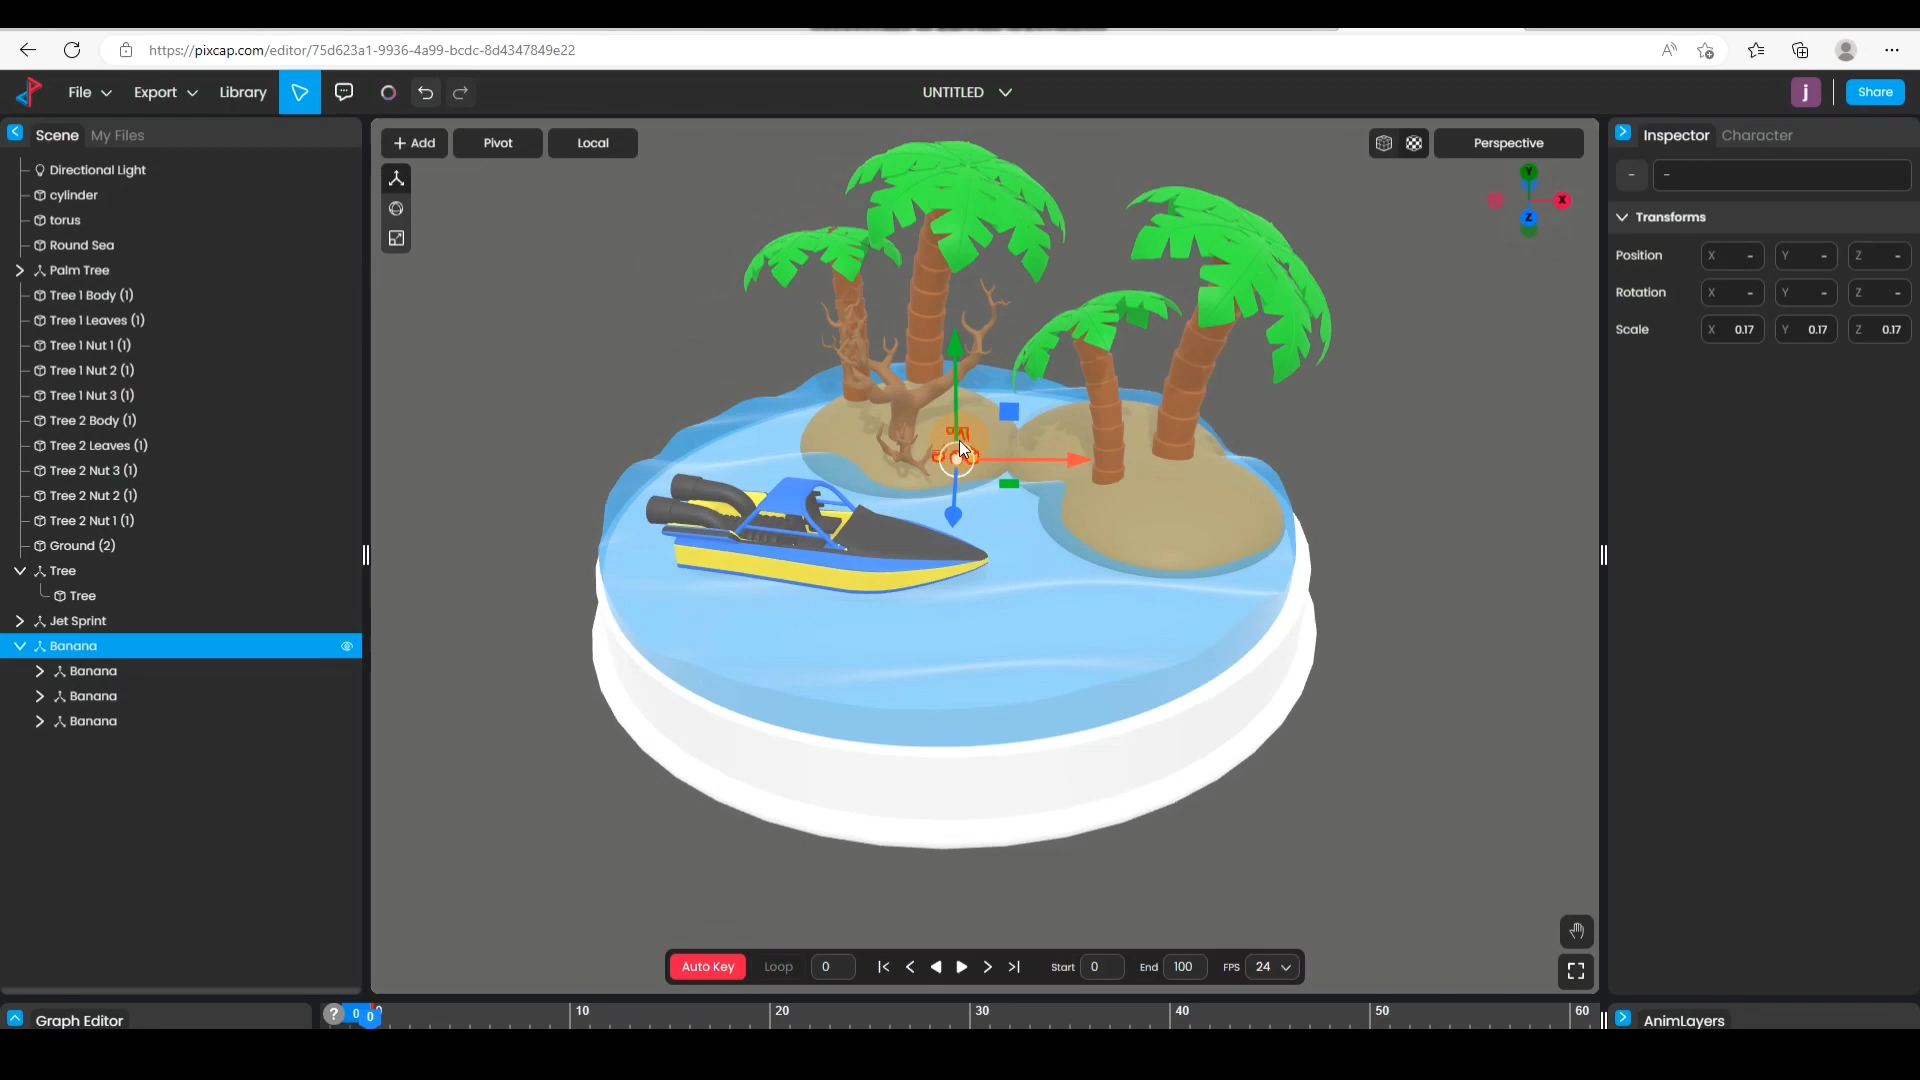 https://pixcap.com/editor/75d623a1-9936-4a99-bcdc-8d4347849e22
File Export Library UNTITLED j Share
Scene My Files
+ Add Pivot Local Perspective
Inspector Character
Directional Light
cylinder
torus
Round Sea
Palm Tree
Tree 1 Body (1)
Tree 1 Leaves (1)
Tree 1 Nut 1 (1)
Tree 1 Nut 2 (1)
Tree 1 Nut 3 (1)
Tree 2 Body (1)
Tree 2 Leaves (1)
Tree 2 Nut 3 (1)
Tree 2 Nut 2 (1)
Tree 2 Nut 1 (1)
Ground (2)
Tree
Tree
Jet Sprint
Banana
Banana
Banana
Banana
Y
X
Z
- -
Transforms
Position X - Y - Z -
Rotation X - Y - Z -
Scale X 0.17 Y 0.17 Z 0.17
Auto Key Loop 0 Start 0 End 100 FPS 24
Graph Editor ? 0 0 10 20 30 40 50 60 AnimLayers